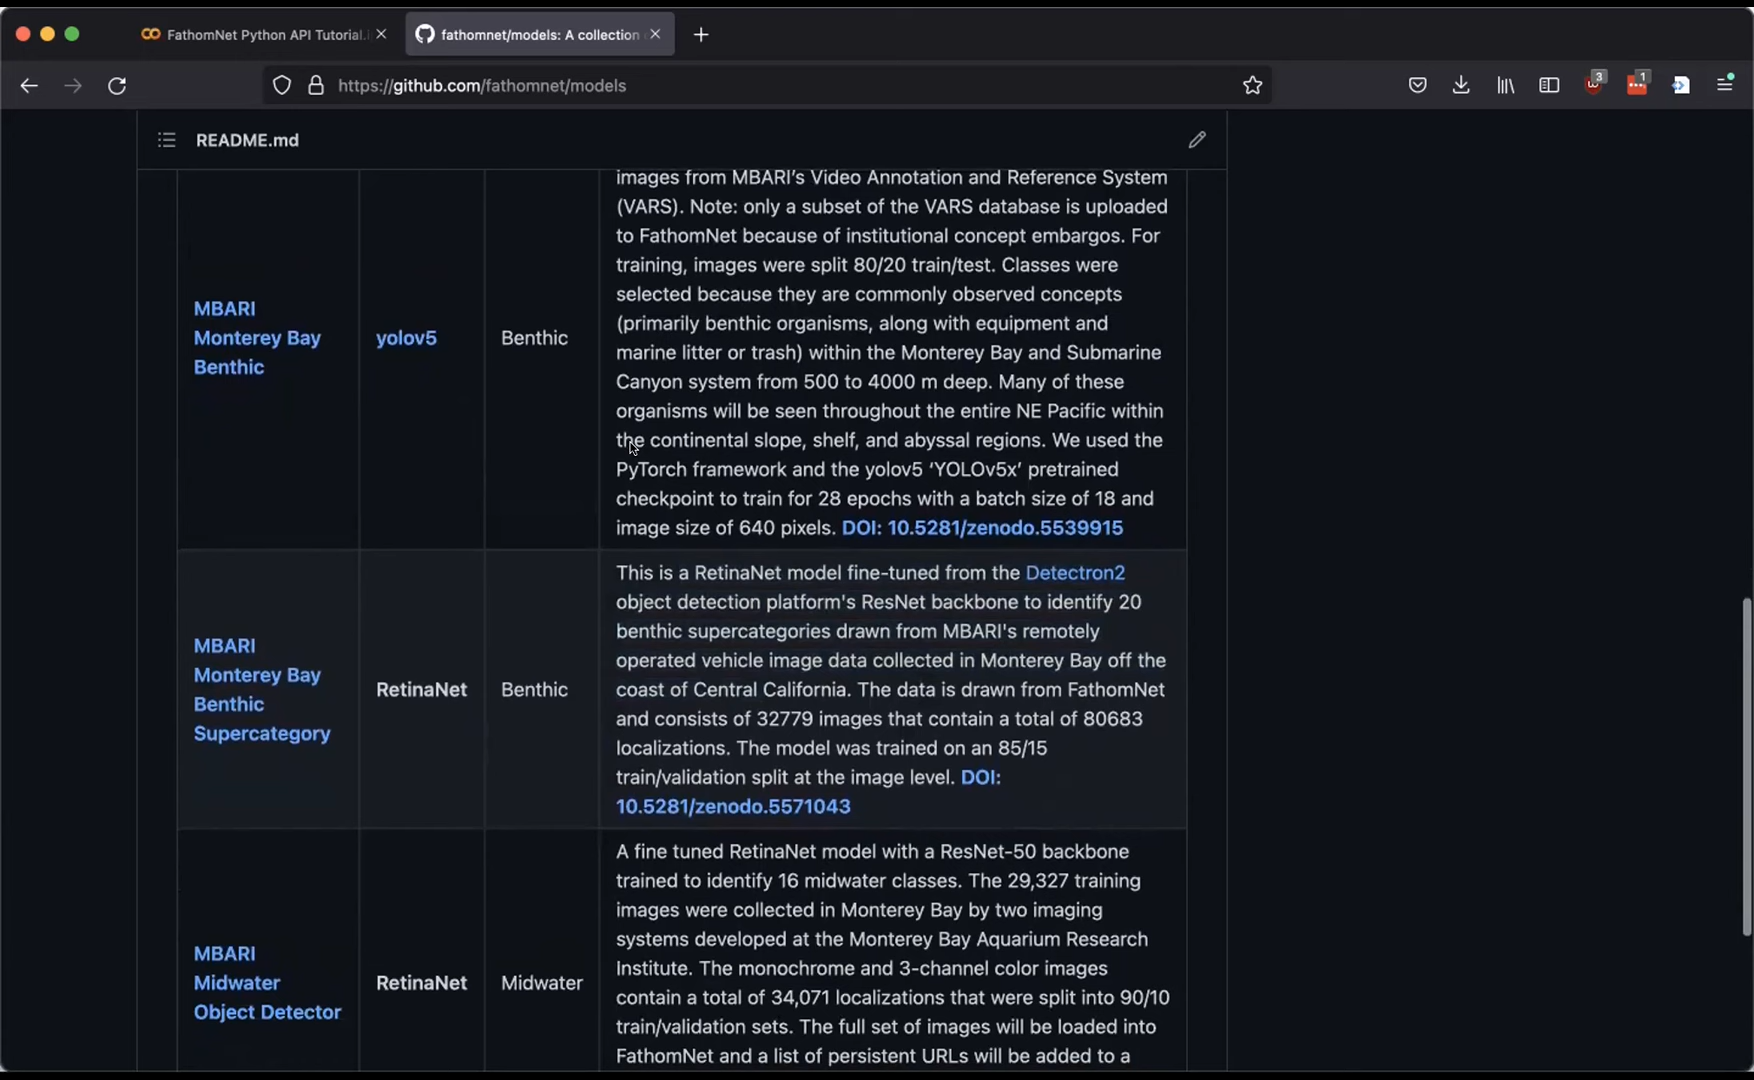 FathomNet Python API Tutorial.i
fathomnet/models: A collection
https://github.com/fathomnet/models
3
1
README.md
MBARI
Monterey Bay
Benthic
yolov5
Benthic
images from MBARI’s Video Annotation and Reference System
(VARS). Note: only a subset of the VARS database is uploaded
to FathomNet because of institutional concept embargos. For
training, images were split 80/20 train/test. Classes were
selected because they are commonly observed concepts
(primarily benthic organisms, along with equipment and
marine litter or trash) within the Monterey Bay and Submarine
Canyon system from 500 to 4000 m deep. Many of these
organisms will be seen throughout the entire NE Pacific within
the continental slope, shelf, and abyssal regions. We used the
PyTorch framework and the yolov5 ‘YOLOv5x’ pretrained
checkpoint to train for 28 epochs with a batch size of 18 and
image size of 640 pixels. DOI: 10.5281/zenodo.5539915
MBARI
Monterey Bay
Benthic
Supercategory
RetinaNet
Benthic
This is a RetinaNet model fine-tuned from the Detectron2
object detection platform's ResNet backbone to identify 20
benthic supercategories drawn from MBARI's remotely
operated vehicle image data collected in Monterey Bay off the
coast of Central California. The data is drawn from FathomNet
and consists of 32779 images that contain a total of 80683
localizations. The model was trained on an 85/15
train/validation split at the image level. DOI:
10.5281/zenodo.5571043
MBARI
Midwater
Object Detector
RetinaNet
Midwater
A fine tuned RetinaNet model with a ResNet-50 backbone
trained to identify 16 midwater classes. The 29,327 training
images were collected in Monterey Bay by two imaging
systems developed at the Monterey Bay Aquarium Research
Institute. The monochrome and 3-channel color images
contain a total of 34,071 localizations that were split into 90/10
train/validation sets. The full set of images will be loaded into
FathomNet and a list of persistent URLs will be added to a